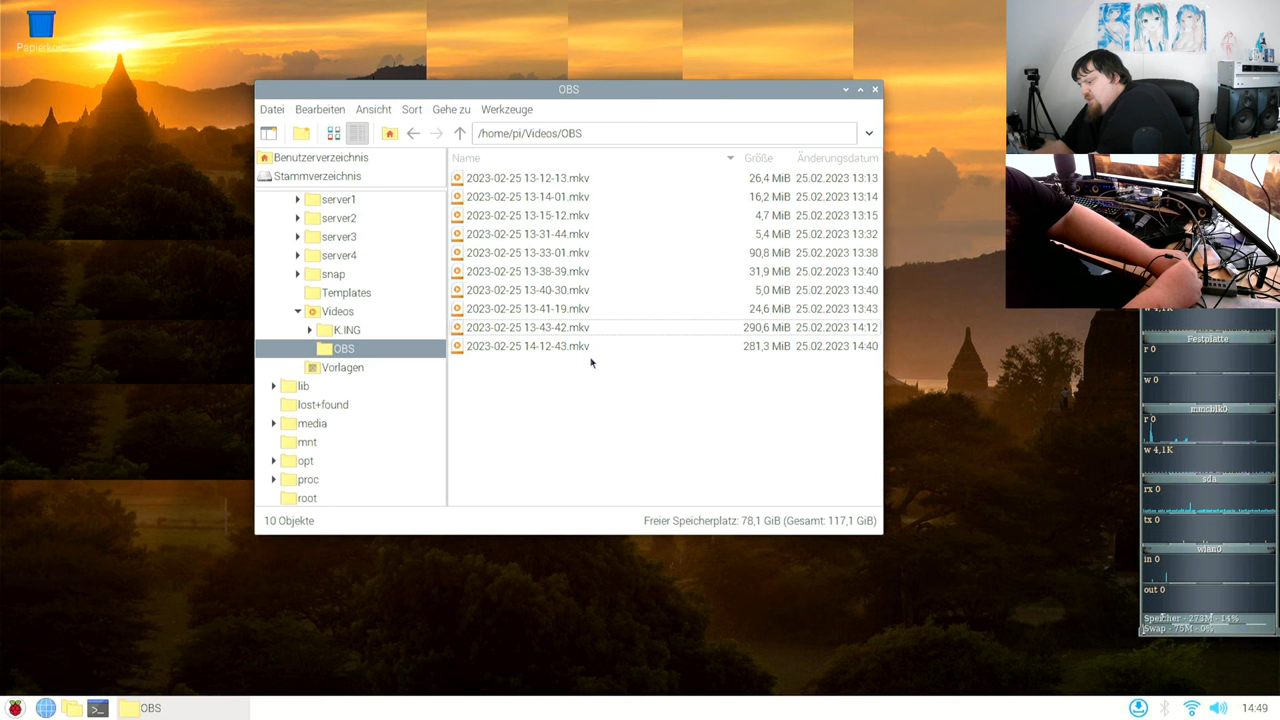 Papierko
OBS
Datei Bearbeiten Ansicht Sort Gehe zu Werkzeuge
/home/pi/Videos/OBS
Benutzerverzeichnis
Stammverzeichnis
server1
server2
server3
server4
snap
Templates
Videos
K.ING
OBS
Vorlagen
lib
lost+found
media
mnt
opt
proc
root
Name Größe Änderungsdatum
2023-02-25 13-12-13.mkv 26,4 MiB 25.02.2023 13:13
2023-02-25 13-14-01.mkv 16,2 MiB 25.02.2023 13:14
2023-02-25 13-15-12.mkv 4,7 MiB 25.02.2023 13:15
2023-02-25 13-31-44.mkv 5,4 MiB 25.02.2023 13:32
2023-02-25 13-33-01.mkv 90,8 MiB 25.02.2023 13:38
2023-02-25 13-38-39.mkv 31,9 MiB 25.02.2023 13:40
2023-02-25 13-40-30.mkv 5,0 MiB 25.02.2023 13:40
2023-02-25 13-41-19.mkv 24,6 MiB 25.02.2023 13:43
2023-02-25 13-43-42.mkv 290,6 MiB 25.02.2023 14:12
2023-02-25 14-12-43.mkv 281,3 MiB 25.02.2023 14:40
10 Objekte Freier Speicherplatz: 78,1 GiB (Gesamt: 117,1 GiB)
Festplatte
r 0
w 0
mmcblk0
r 0
w 4,1K
sda
rx 0
tx 0
wlan0
in 0
out 0
Speicher - 273M - 14%
Swap - 75M - 0%
OBS
14:49